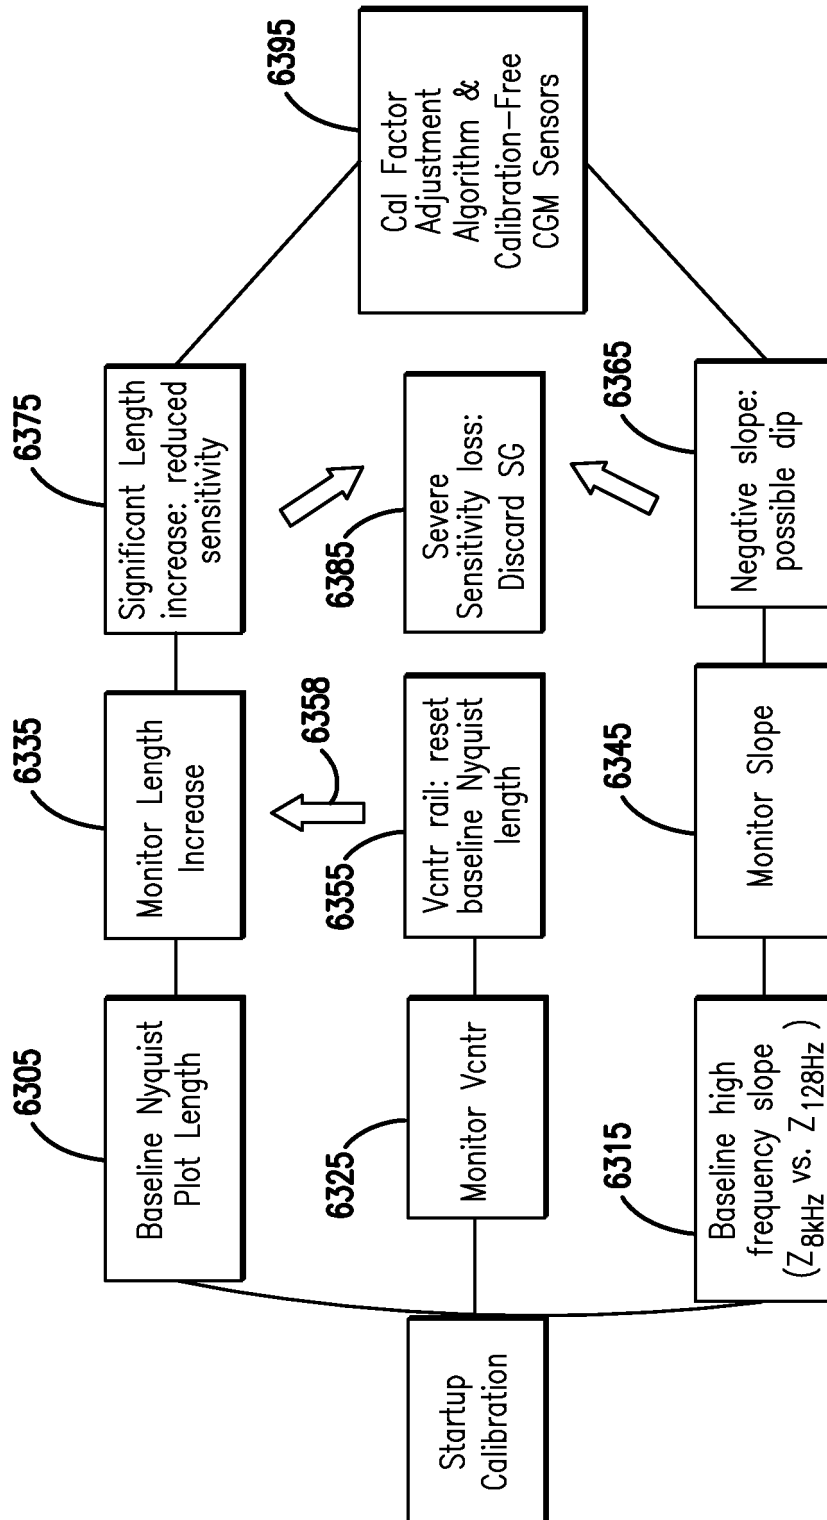 Startup
Calibration
6305
Baseline Nyquist
Plot Length
6335
Monitor Length
Increase
6375
Significant Length
increase: reduced
sensitivity
6325
Monitor Vcntr
6355
Vcntr rail: reset
baseline Nyquist
length
6358
6385
Severe
Sensitivity loss:
Discard SG
6315
Baseline high
frequency slope
(Z8kHz vs. Z128Hz)
6345
Monitor Slope
6365
Negative slope:
possible dip
6395
Cal Factor
Adjustment
Algorithm &
Calibration-Free
CGM Sensors